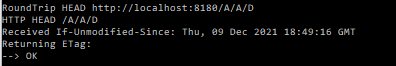 RoundTrip HEAD http://localhost:8180/A/A/D
HTTP HEAD /A/A/D
Received If-Unmodified-Since: Thu, 09 Dec 2021 18:49:16 GMT
Returning ETag:
--> OK